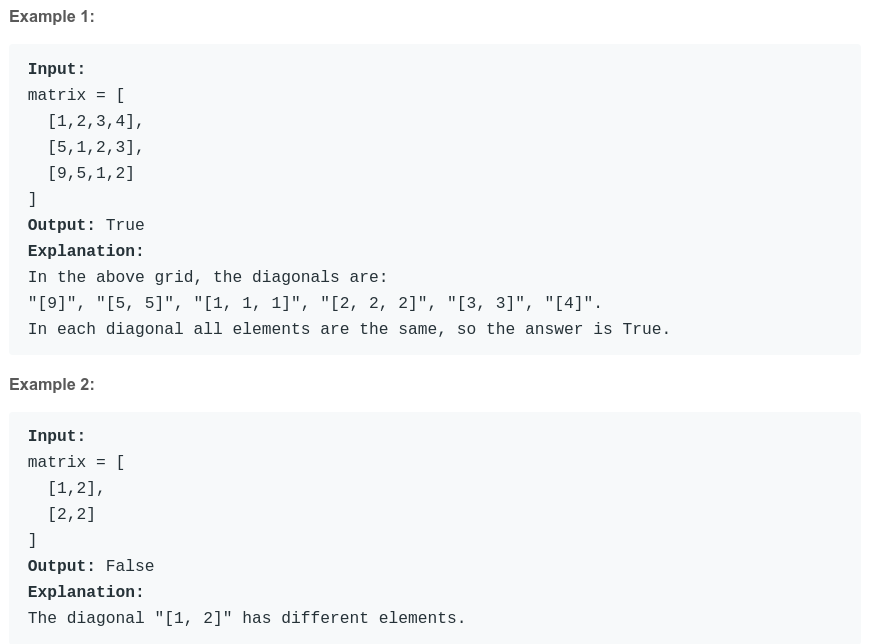 Example 1:
Input:
matrix = [
  [1,2,3,4],
  [5,1,2,3],
  [9,5,1,2]
]
Output: True
Explanation:
In the above grid, the diagonals are:
"[9]", "[5, 5]", "[1, 1, 1]", "[2, 2, 2]", "[3, 3]", "[4]".
In each diagonal all elements are the same, so the answer is True.
Example 2:
Input:
matrix = [
  [1,2],
  [2,2]
]
Output: False
Explanation:
The diagonal "[1, 2]" has different elements.